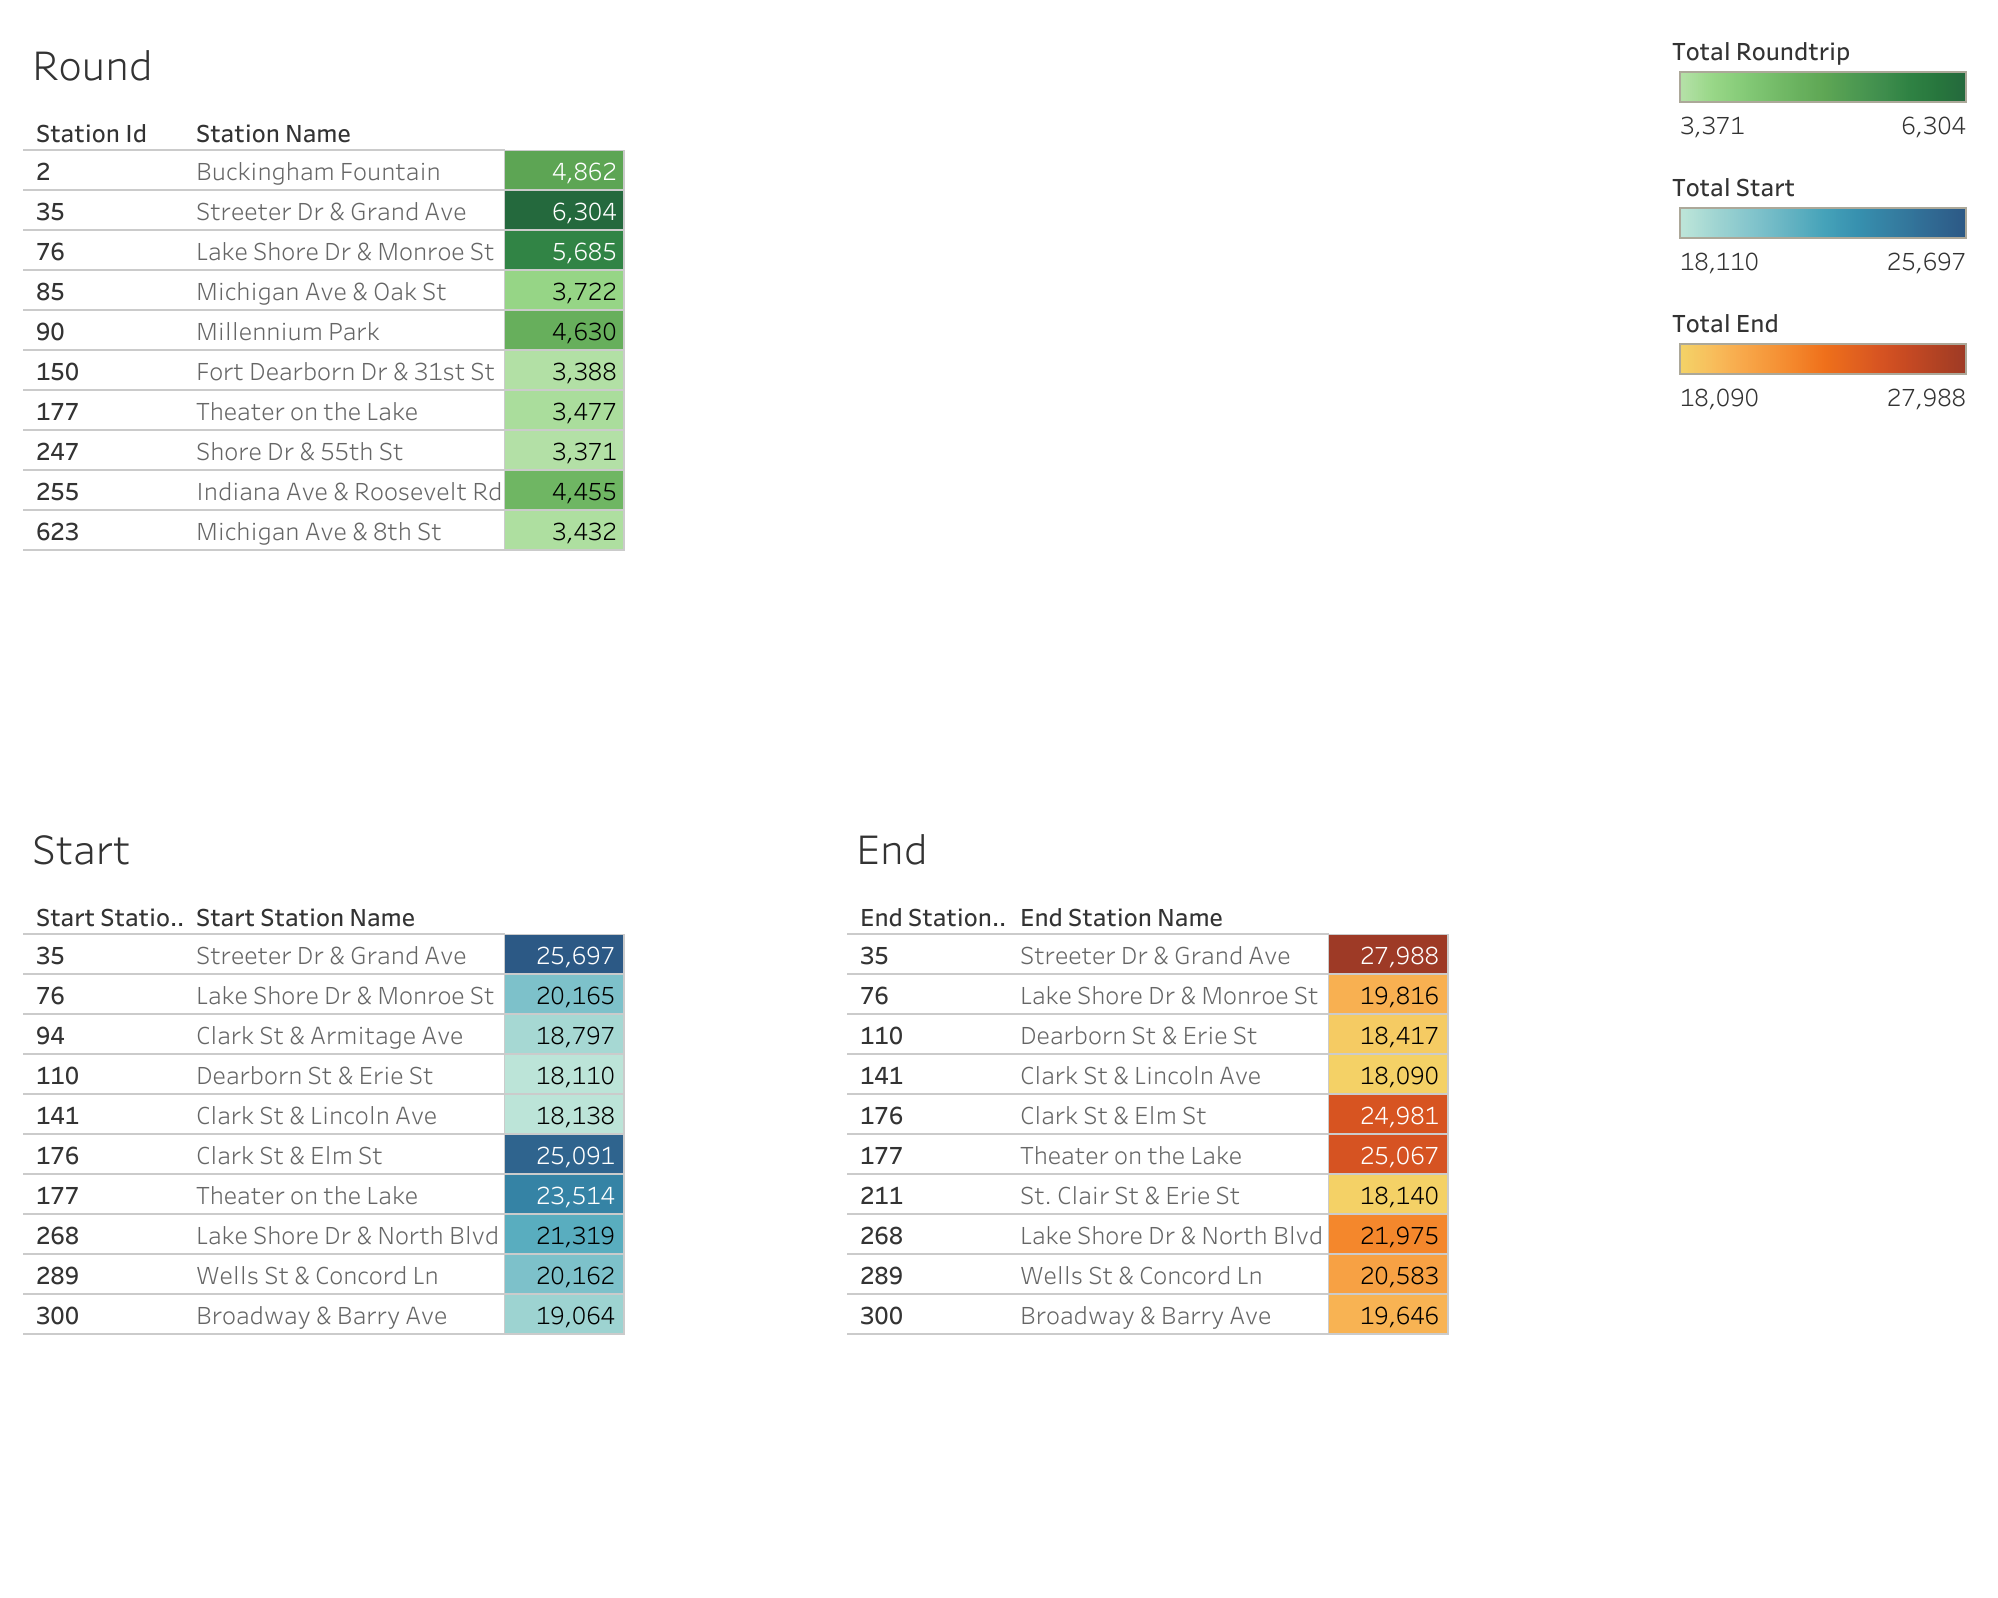 Round
Station Id Station Name
2 Buckingham Fountain 4,862
35 Streeter Dr & Grand Ave 6,304
76 Lake Shore Dr & Monroe St 5,685
85 Michigan Ave & Oak St 3,722
90 Millennium Park 4,630
150 Fort Dearborn Dr & 31st St 3,388
177 Theater on the Lake 3,477
247 Shore Dr & 55th St 3,371
255 Indiana Ave & Roosevelt Rd 4,455
623 Michigan Ave & 8th St 3,432
Total Roundtrip
3,371 6,304
Total Start
18,110 25,697
Total End
18,090 27,988
Start
Start Statio.. Start Station Name
35 Streeter Dr & Grand Ave 25,697
76 Lake Shore Dr & Monroe St 20,165
94 Clark St & Armitage Ave 18,797
110 Dearborn St & Erie St 18,110
141 Clark St & Lincoln Ave 18,138
176 Clark St & Elm St 25,091
177 Theater on the Lake 23,514
268 Lake Shore Dr & North Blvd 21,319
289 Wells St & Concord Ln 20,162
300 Broadway & Barry Ave 19,064
End
End Station.. End Station Name
35 Streeter Dr & Grand Ave 27,988
76 Lake Shore Dr & Monroe St 19,816
110 Dearborn St & Erie St 18,417
141 Clark St & Lincoln Ave 18,090
176 Clark St & Elm St 24,981
177 Theater on the Lake 25,067
211 St. Clair St & Erie St 18,140
268 Lake Shore Dr & North Blvd 21,975
289 Wells St & Concord Ln 20,583
300 Broadway & Barry Ave 19,646